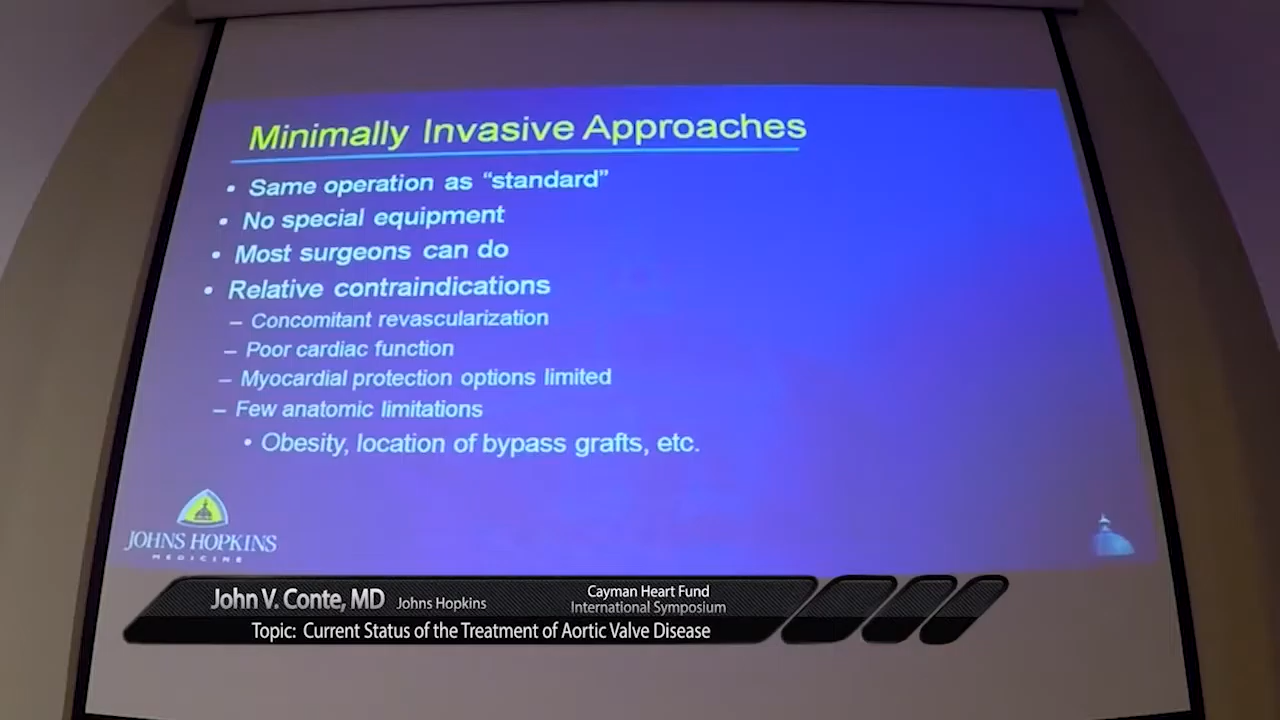 Minimally Invasive Approaches
• Same operation as “standard”
• No special equipment
• Most surgeons can do
• Relative contraindications
– Concomitant revascularization
– Poor cardiac function
– Myocardial protection options limited
– Few anatomic limitations
• Obesity, location of bypass grafts, etc.
JOHNS HOPKINS
MEDICINE
John V. Conte, MD Johns Hopkins
Cayman Heart Fund
International Symposium
Topic: Current Status of the Treatment of Aortic Valve Disease